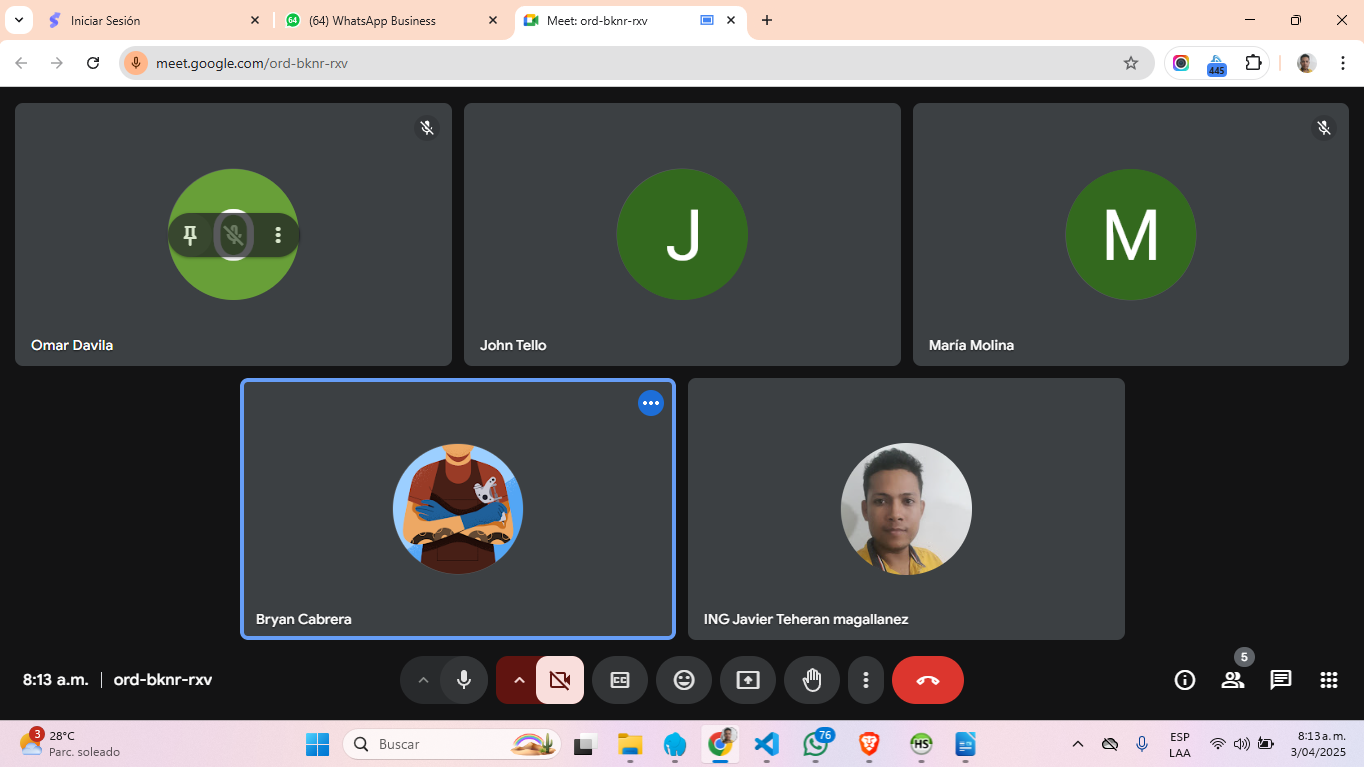 Iniciar Sesión
64
(64) WhatsApp Business
Meet: ord-bknr-rxv
meet.google.com/ord-bknr-rxv
445
O
Omar Davila
J
John Tello
M
María Molina
Bryan Cabrera
ING Javier Teheran magallanez
8:13 a.m. | ord-bknr-rxv
5
3
28°C
Parc. soleado
Buscar
76
HS
ESP
LAA
8:13 a. m.
3/04/2025